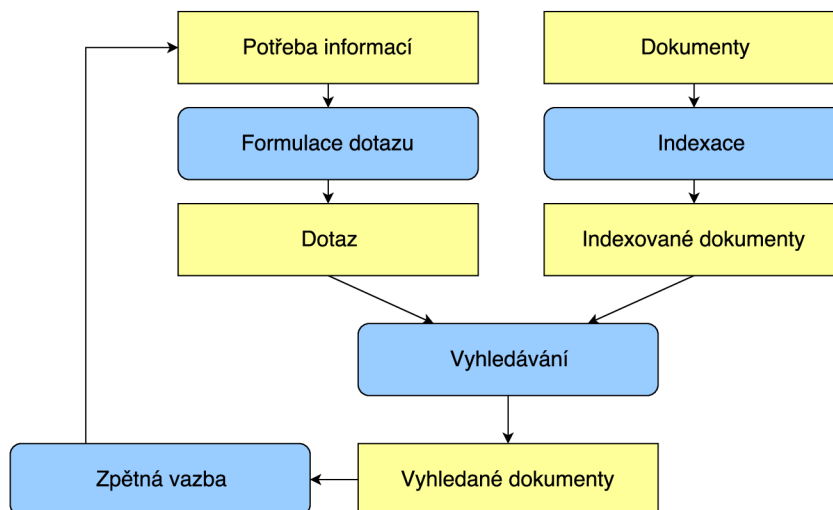 Potřeba informací
Dokumenty
Formulace dotazu
Indexace
Dotaz
Indexované dokumenty
Vyhledávání
Zpětná vazba
Vyhledané dokumenty